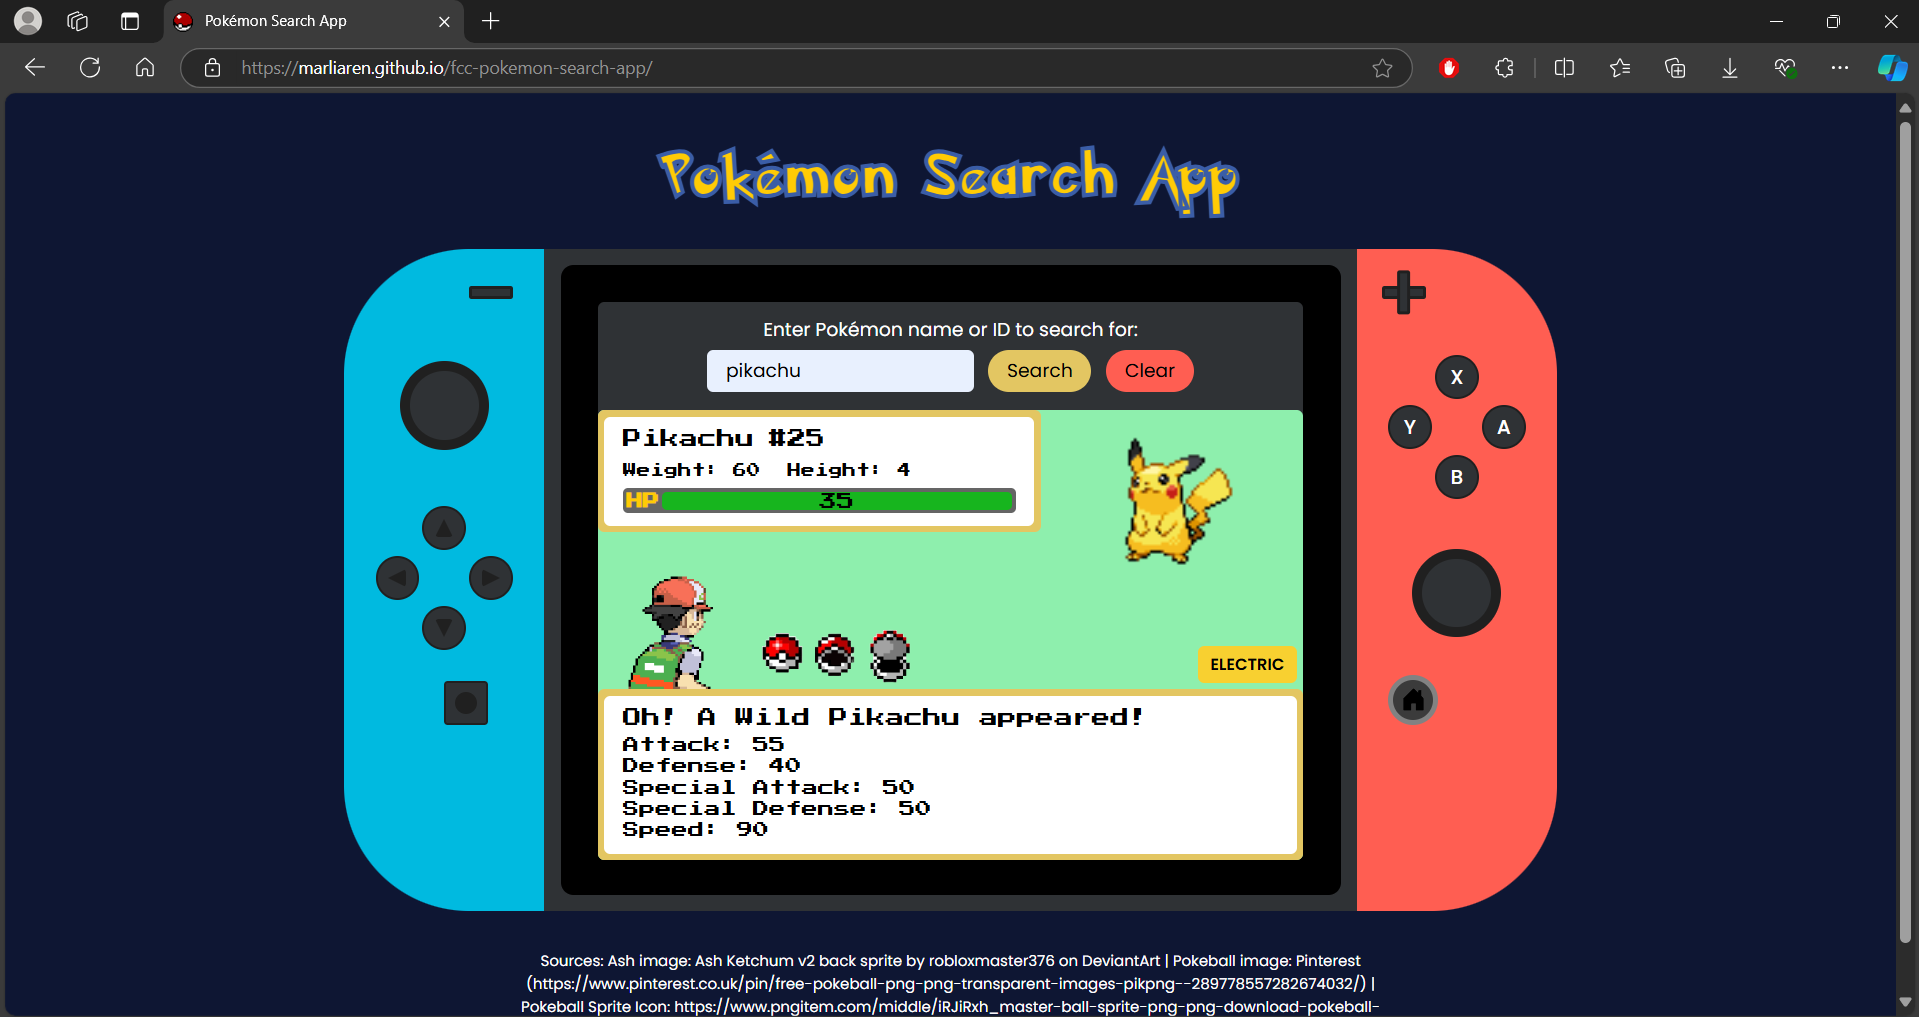 Pokémon Search App
https://marliaren.github.io/fcc-pokemon-search-app/
Pokémon Search App
Enter Pokémon name or ID to search for:
pikachu
Search
Clear
X
Y
A
B
Pikachu #25
Weight: 60 Height: 4
HP 35
ELECTRIC
Oh! A Wild Pikachu appeared!
Attack: 55
Defense: 40
Special Attack: 50
Special Defense: 50
Speed: 90
Sources: Ash image: Ash Ketchum v2 back sprite by robloxmaster376 on DeviantArt | Pokeball image: Pinterest
(https://www.pinterest.co.uk/pin/free-pokeball-png-png-transparent-images-pikpng--289778557282674032/) |
Pokeball Sprite Icon: https://www.pngitem.com/middle/iRJiRxh_master-ball-sprite-png-png-download-pokeball-